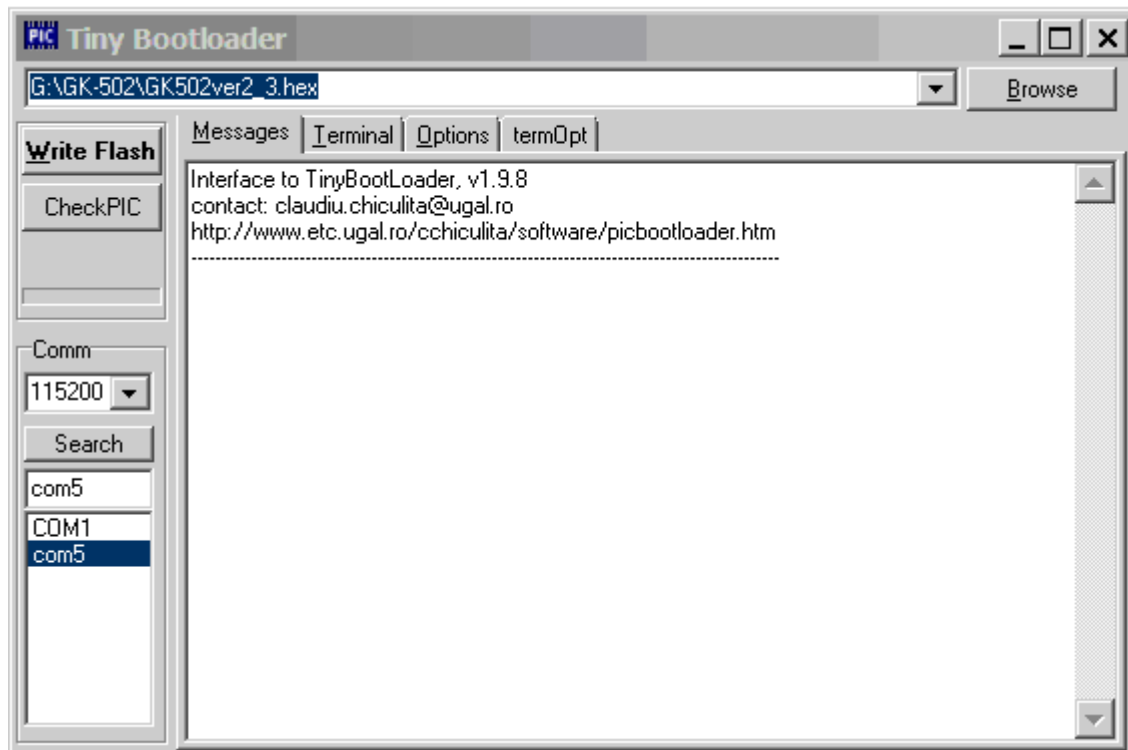 PIC Tiny Bootloader
G:\GK-502\GK502ver2_3.hex
Browse
Write Flash
CheckPIC
Messages Terminal Options termOpt
Interface to TinyBootLoader, v1.9.8
contact: claudiu.chiculita@ugal.ro
http://www.etc.ugal.ro/cchiculita/software/picbootloader.htm
--------------------------------------------------------------------------------------------------
Comm
115200
Search
com5
COM1
com5